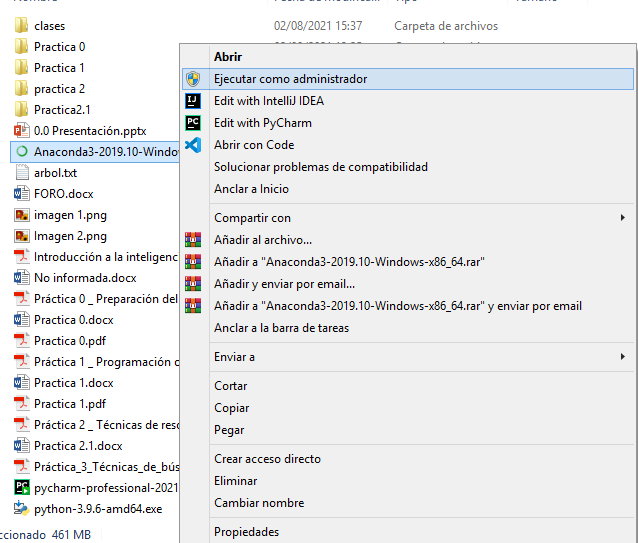 clases
02/08/2021 15:37
Carpeta de archivos
Practica 0
Practica 1
practica 2
Practica2.1
0.0 Presentación.pptx
Anaconda3-2019.10-Windo
arbol.txt
FORO.docx
imagen 1.png
Imagen 2.png
Introducción a la inteligenc
No informada.docx
Práctica 0 _ Preparación del
Practica 0.docx
Practica 0.pdf
Práctica 1 _ Programación o
Practica 1.docx
Practica 1.pdf
Práctica 2 _ Técnicas de reso
Practica 2.1.docx
Práctica_3_Técnicas_de_bús
pycharm-professional-2021
python-3.9.6-amd64.exe
ccionado 461 MB
Abrir
Ejecutar como administrador
Edit with IntelliJ IDEA
Edit with PyCharm
Abrir con Code
Solucionar problemas de compatibilidad
Anclar a Inicio
Compartir con
Añadir al archivo...
Añadir a "Anaconda3-2019.10-Windows-x86_64.rar"
Añadir y enviar por email...
Añadir a "Anaconda3-2019.10-Windows-x86_64.rar" y enviar por email
Anclar a la barra de tareas
Enviar a
Cortar
Copiar
Pegar
Crear acceso directo
Eliminar
Cambiar nombre
Propiedades